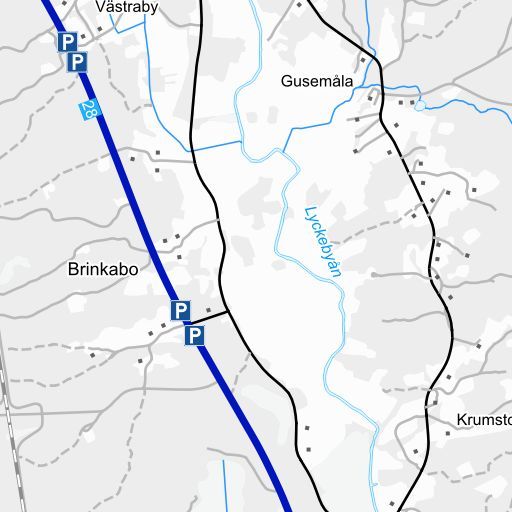 Västraby
P
P
28
Gusemåla
Lyckebyån
Brinkabo
P
P
Krumsto